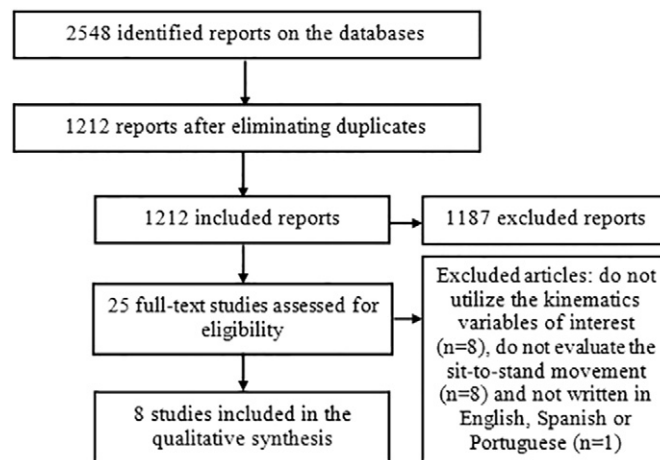 2548 identified reports on the databases
1212 reports after eliminating duplicates
1212 included reports
1187 excluded reports
25 full-text studies assessed for
eligibility
Excluded articles: do not
utilize the kinematics
variables of interest
(n=8), do not evaluate the
sit-to-stand movement
(n=8) and not written in
English, Spanish or
Portuguese (n=1)
8 studies included in the
qualitative synthesis